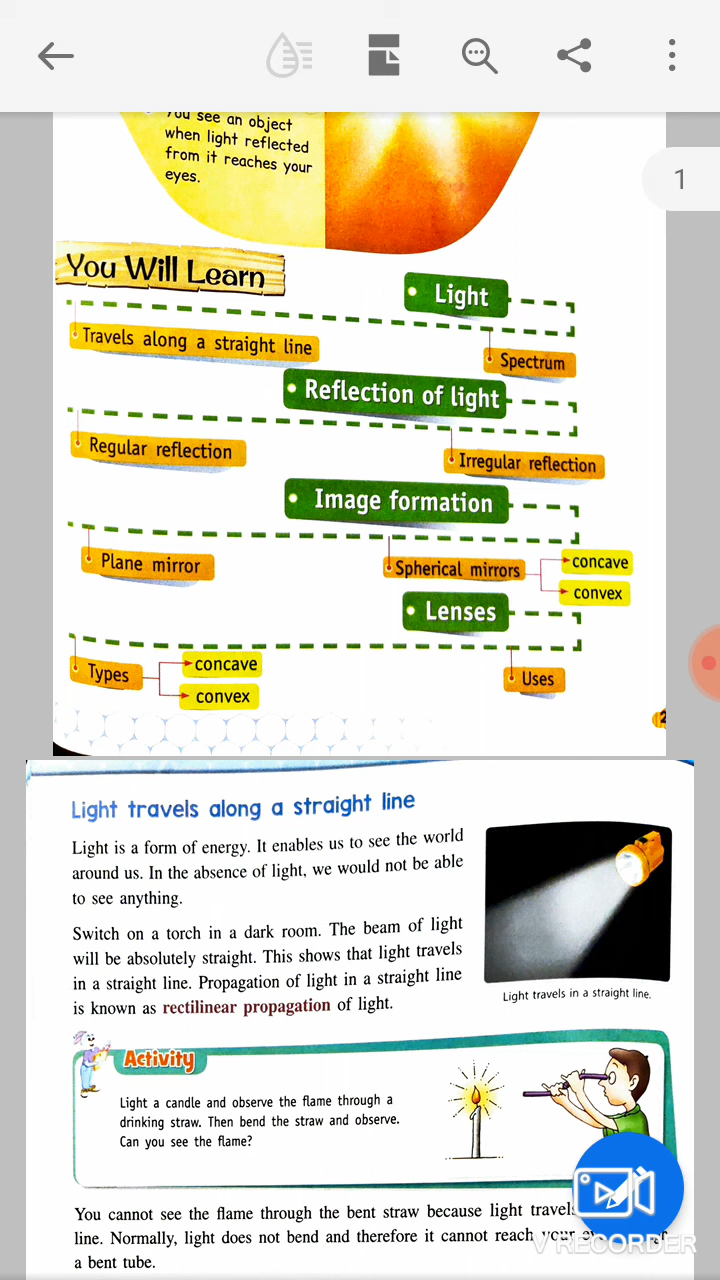 1
You see an object
when light reflected
from it reaches your
eyes.
You Will Learn
Light
Travels along a straight line
Spectrum
Reflection of light
Regular reflection
Irregular reflection
Image formation
Plane mirror
Spherical mirrors
concave
convex
Lenses
Types
concave
convex
Uses
Light travels along a straight line
Light is a form of energy. It enables us to see the world
around us. In the absence of light, we would not be able
to see anything.
Switch on a torch in a dark room. The beam of light
will be absolutely straight. This shows that light travels
in a straight line. Propagation of light in a straight line
is known as rectilinear propagation of light.
Light travels in a straight line.
Activity
Light a candle and observe the flame through a
drinking straw. Then bend the straw and observe.
Can you see the flame?
You cannot see the flame through the bent straw because light travels
line. Normally, light does not bend and therefore it cannot reach your
a bent tube.
V RECORDER